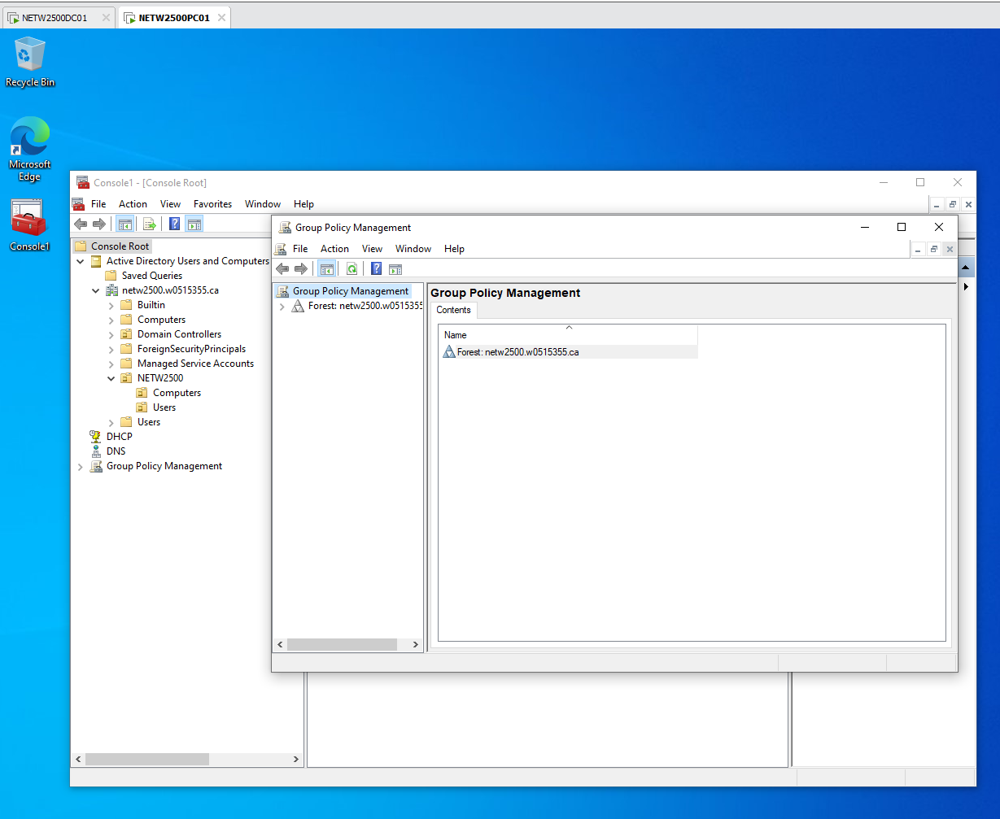 NETW2500DC01
NETW2500PC01
Recycle Bin
Microsoft
Edge
Console1
Console1 - [Console Root]
File Action View Favorites Window Help
Console Root
Active Directory Users and Computers
Saved Queries
netw2500.w0515355.ca
Builtin
Computers
Domain Controllers
ForeignSecurityPrincipals
Managed Service Accounts
NETW2500
Computers
Users
Users
DHCP
DNS
Group Policy Management
Group Policy Management
File Action View Window Help
Group Policy Management
Forest: netw2500.w0515355
Group Policy Management
Contents
Name
Forest: netw2500.w0515355.ca